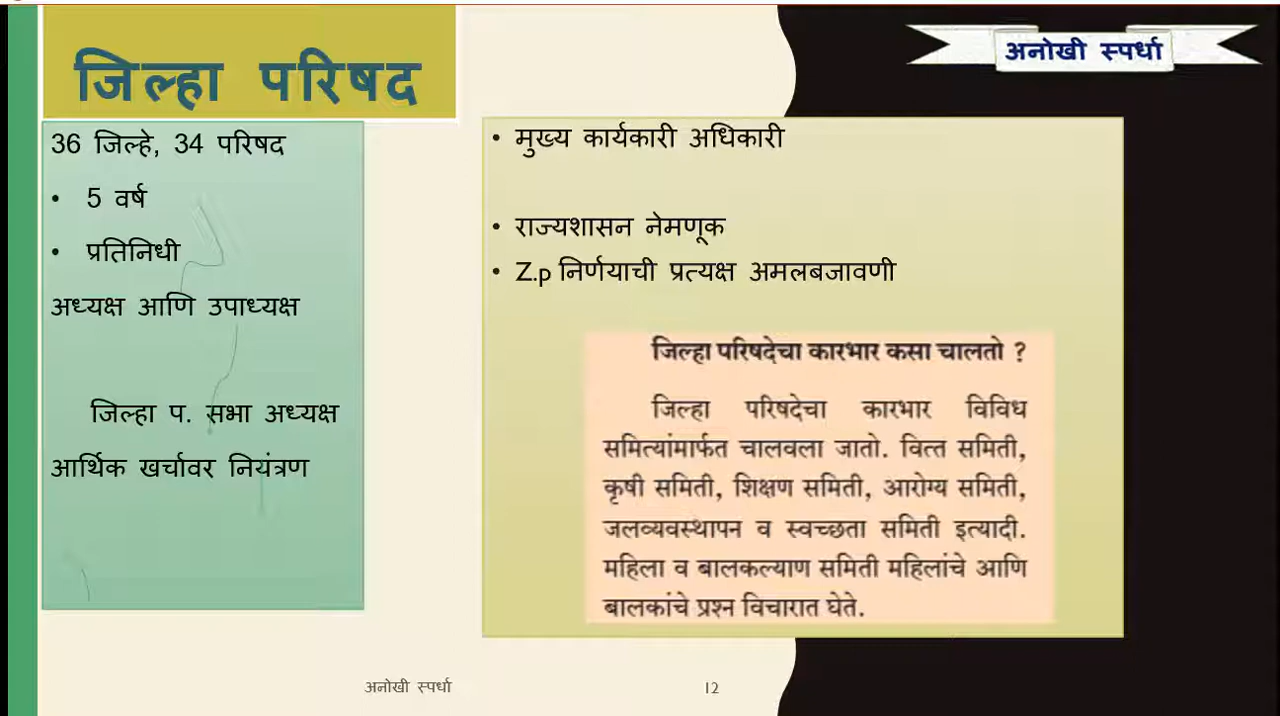 जिल्हा परिषद
अनोखी स्पर्धा
36 जिल्हे, 34 परिषद
• 5 वर्ष
• प्रतिनिधी
अध्यक्ष आणि उपाध्यक्ष
जिल्हा प. सभा अध्यक्ष
आर्थिक खर्चावर नियंत्रण
• मुख्य कार्यकारी अधिकारी
• राज्यशासन नेमणूक
• Z.p निर्णयाची प्रत्यक्ष अमलबजावणी
जिल्हा परिषदेचा कारभार कसा चालतो ?
जिल्हा परिषदेचा कारभार विविध
समित्यांमार्फत चालवला जातो. वित्त समिती,
कृषी समिती, शिक्षण समिती, आरोग्य समिती,
जलव्यवस्थापन व स्वच्छता समिती इत्यादी.
महिला व बालकल्याण समिती महिलांचे आणि
बालकांचे प्रश्न विचारात घेते.
अनोखी स्पर्धा
12